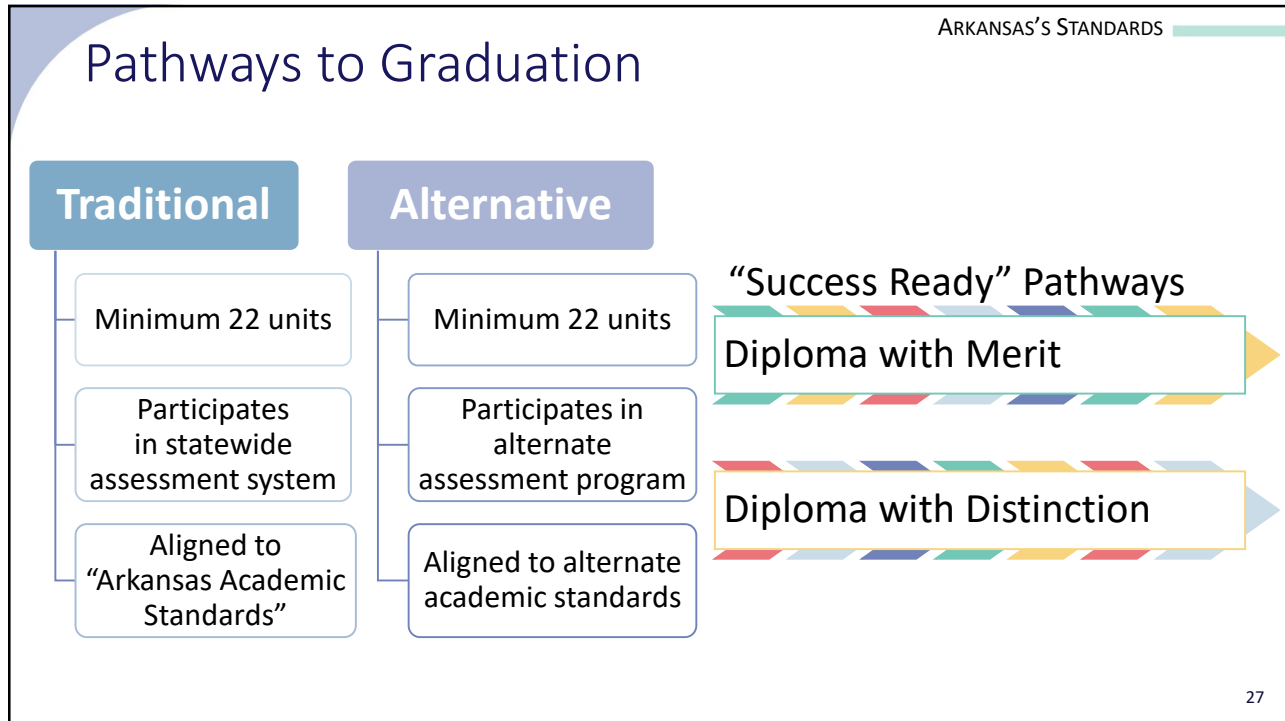 ARKANSAS’S STANDARDS
Pathways to Graduation
Traditional
Minimum 22 units
Participates
in statewide
assessment system
Aligned to
“Arkansas Academic
Standards”
Alternative
Minimum 22 units
Participates in
alternate
assessment program
Aligned to alternate
academic standards
“Success Ready” Pathways
Diploma with Merit
Diploma with Distinction
27